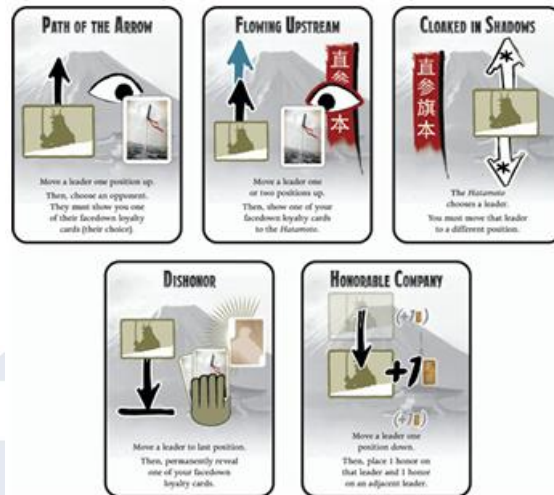 PATH OF THE ARROW
Move a leader one position up.
Then, choose an opponent.
They must show you one
of their facedown loyalty
cards (their choice).
FLOWING UPSTREAM
直
本
Move a leader one
or two positions up.
Then, show one of your
facedown loyalty cards
to the Hatamoto.
CLOAKED IN SHADOWS
直
参
旗
本
The Hatamoto
chooses a leader.
You must move that leader
to a different position.
DISHONOR
Move a leader to last position.
Then, permanently reveal
one of your facedown
loyalty cards.
HONORABLE COMPANY
(+1)
+1
(+1)
Move a leader one
position down.
Then, place 1 honor on
that leader and 1 honor
on an adjacent leader.